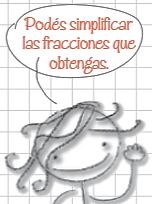 Podés simplificar
las fracciones que
obtengas.